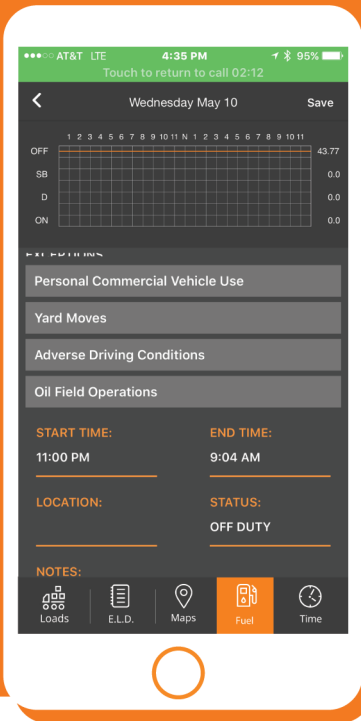 AT&T LTE 4:35 PM 95%
Touch to return to call 02:12
Wednesday May 10 Save
1 2 3 4 5 6 7 8 9 10 11 N 1 2 3 4 5 6 7 8 9 10 11
OFF 43.77
SB 0.0
D 0.0
ON 0.0
EXCEPTIONS
Personal Commercial Vehicle Use
Yard Moves
Adverse Driving Conditions
Oil Field Operations
START TIME: END TIME:
11:00 PM 9:04 AM
LOCATION: STATUS:
OFF DUTY
NOTES:
Loads E.L.D. Maps Fuel Time